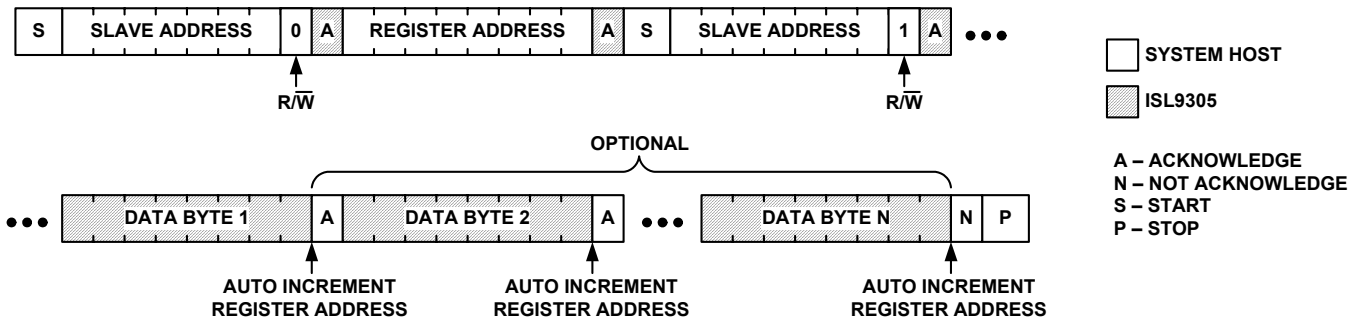 S SLAVE ADDRESS 0 A REGISTER ADDRESS A S SLAVE ADDRESS 1 A •••
R/W̅ R/W̅
SYSTEM HOST
ISL9305
A – ACKNOWLEDGE
N – NOT ACKNOWLEDGE
S – START
P – STOP
OPTIONAL
••• DATA BYTE 1 A DATA BYTE 2 A ••• DATA BYTE N N P
AUTO INCREMENT AUTO INCREMENT AUTO INCREMENT
REGISTER ADDRESS REGISTER ADDRESS REGISTER ADDRESS